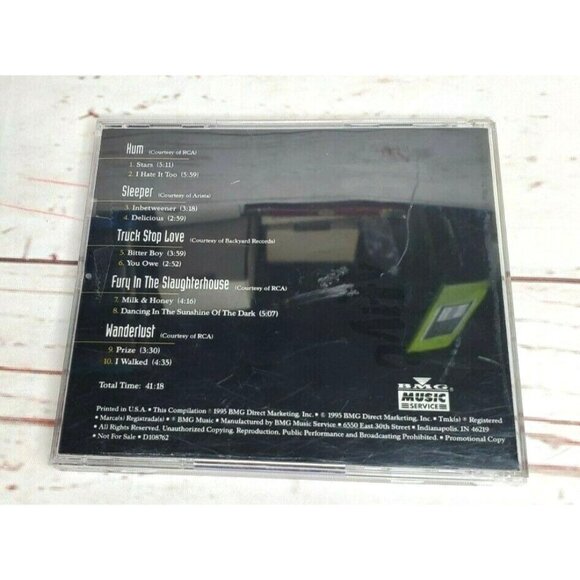 Hum (Courtesy of RCA)
1. Stars (5:11)
2. I Hate It Too (5:59)
Sleeper (Courtesy of Arista)
3. Inbetweener (3:18)
4. Delicious (2:59)
Truck Stop Love (Courtesy of Backyard Records)
5. Bitter Boy (3:59)
6. You Owe (2:52)
Fury In The Slaughterhouse (Courtesy of RCA)
7. Milk & Honey (4:16)
8. Dancing In The Sunshine Of The Dark (5:07)
Wanderlust (Courtesy of RCA)
9. Prize (3:30)
10. I Walked (4:35)
Total Time: 41:18
BMG
MUSIC
SERVICE
Printed in U.S.A. • This Compilation ℗ 1995 BMG Direct Marketing, Inc. • © 1995 BMG Direct Marketing, Inc. • Tmk(s) ® Registered
• Marca(s) Registrada(s) • ® BMG Music • Manufactured by BMG Music Service • 6550 East 30th Street • Indianapolis, IN 46219
• All Rights Reserved. Unauthorized Copying, Reproduction, Public Performance and Broadcasting Prohibited. • Promotional Copy
• Not For Sale • D108762